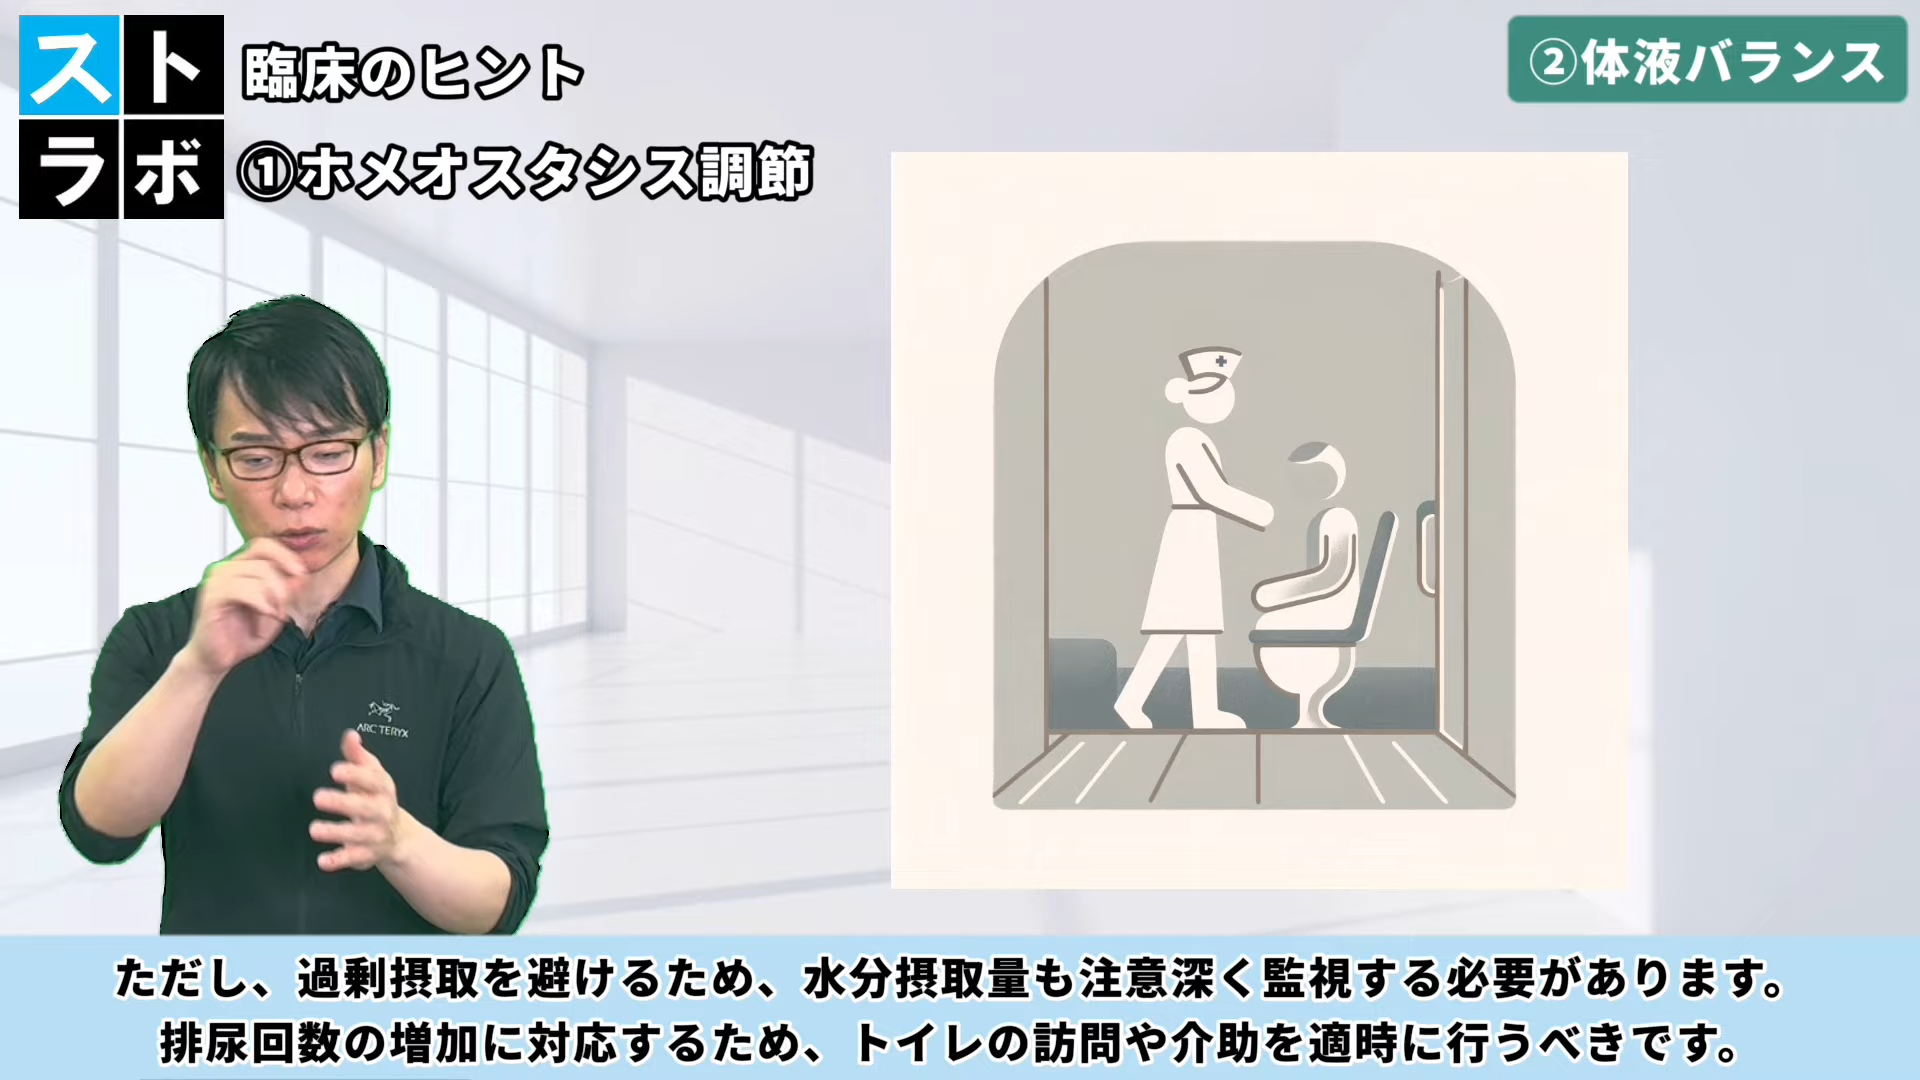 ストラボ
臨床のヒント
①ホメオスタシス調節
②体液バランス
ARC'TERYX
ただし、過剰摂取を避けるため、水分摂取量も注意深く監視する必要があります。
排尿回数の増加に対応するため、トイレの訪問や介助を適時に行うべきです。